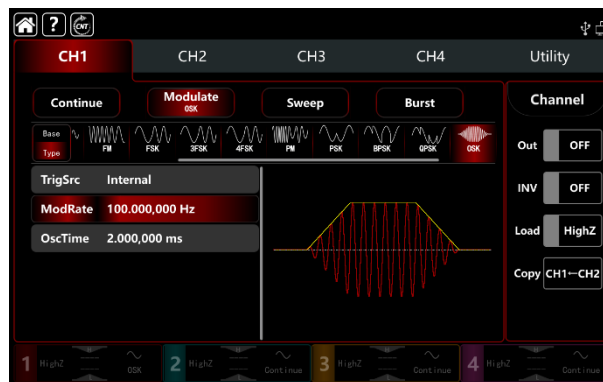 ? CNT
CH1 CH2 CH3 CH4 Utility
Continue Modulate Sweep Burst Channel
OSK
Base
Type FM FSK 3FSK 4FSK PM PSK BPSK QPSK OSK
Out OFF
TrigSrc Internal
INV OFF
ModRate 100.000,000 Hz
Load HighZ
OscTime 2.000,000 ms
Copy CH1←CH2
1 HighZ OSK 2 HighZ Continue 3 HighZ Continue 4 HighZ Continue